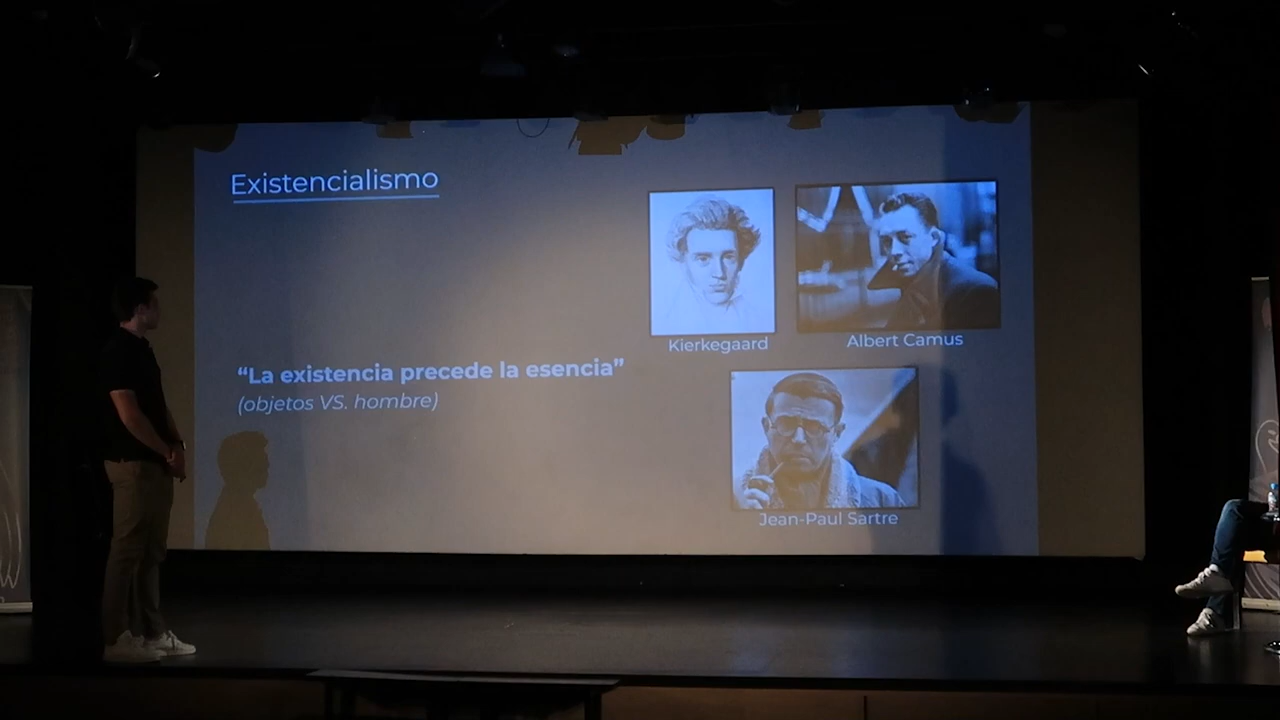 Existencialismo
Kierkegaard
Albert Camus
“La existencia precede la esencia”
(objetos VS. hombre)
Jean-Paul Sartre